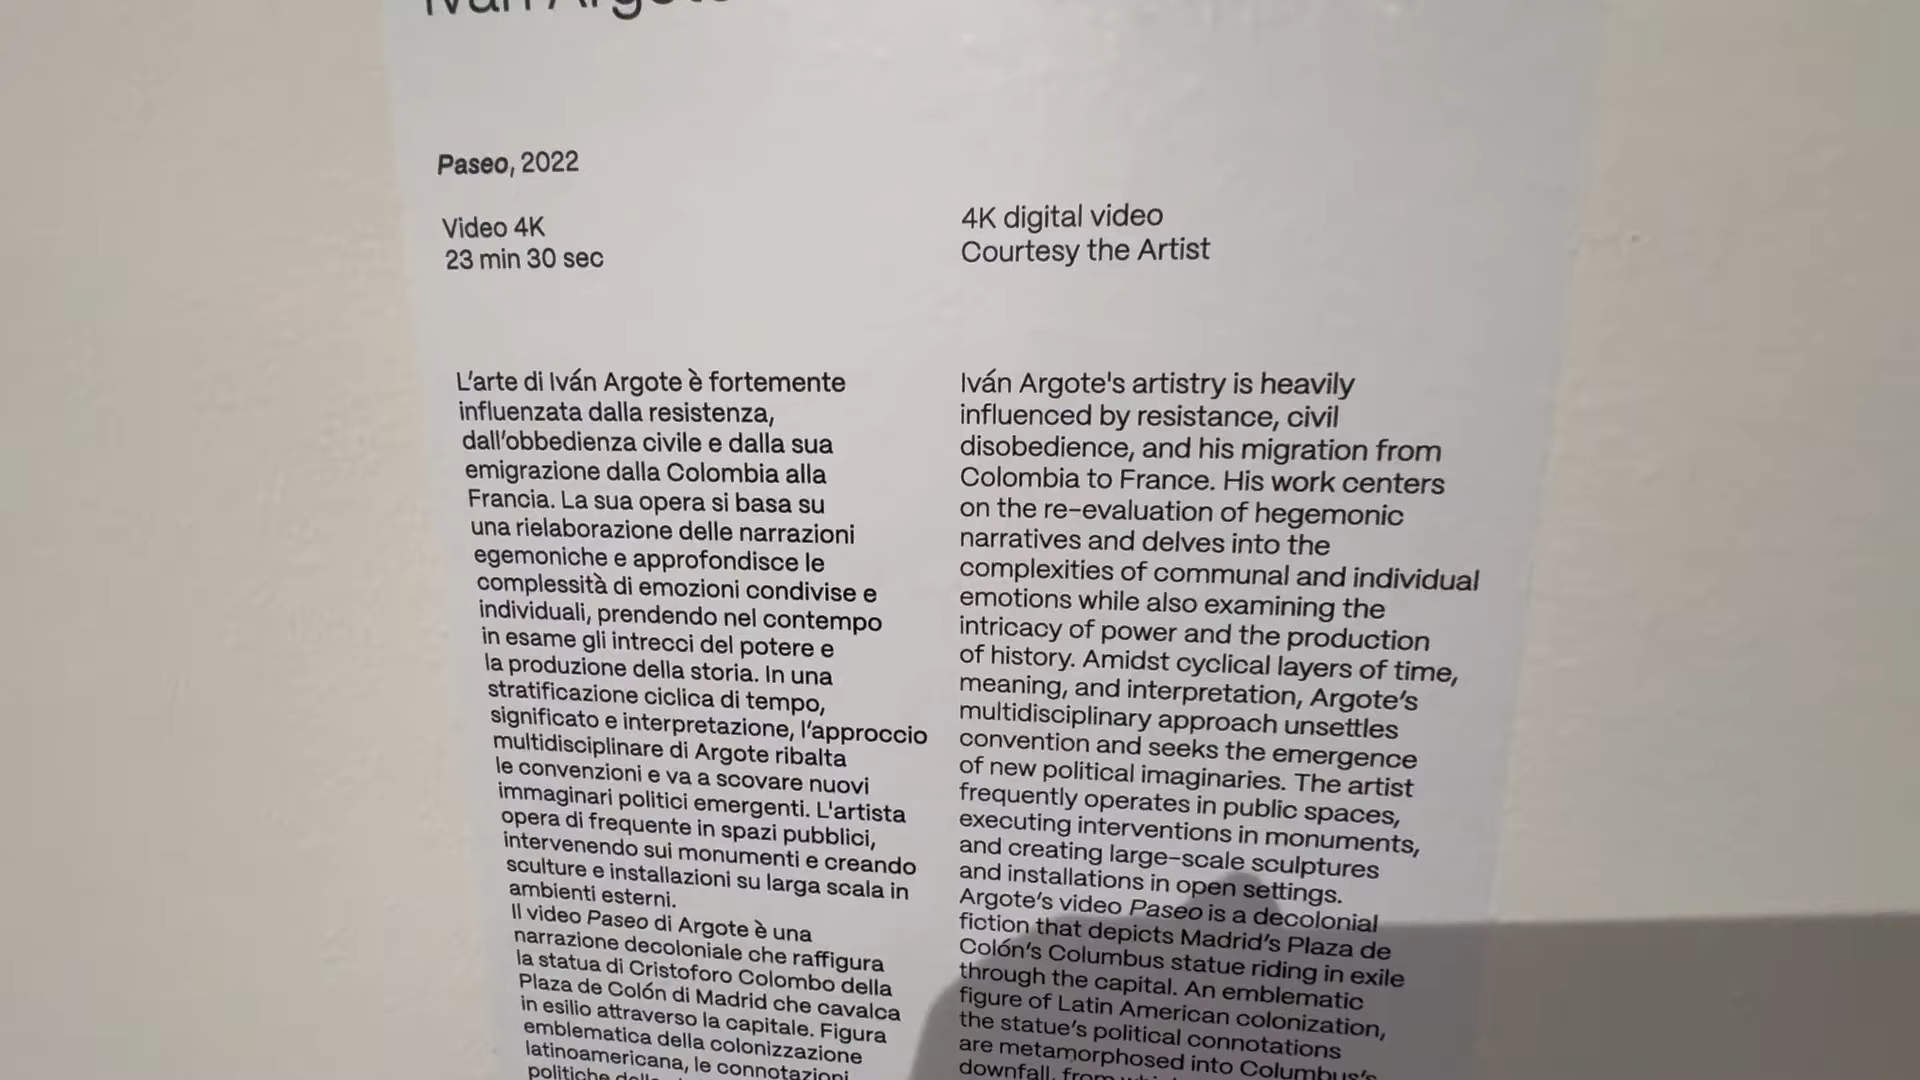 Iván Argote
Paseo, 2022
Video 4K
23 min 30 sec
4K digital video
Courtesy the Artist
L'arte di Iván Argote è fortemente
influenzata dalla resistenza,
dall'obbedienza civile e dalla sua
emigrazione dalla Colombia alla
Francia. La sua opera si basa su
una rielaborazione delle narrazioni
egemoniche e approfondisce le
complessità di emozioni condivise e
individuali, prendendo nel contempo
in esame gli intrecci del potere e
la produzione della storia. In una
stratificazione ciclica di tempo,
significato e interpretazione, l'approccio
multidisciplinare di Argote ribalta
le convenzioni e va a scovare nuovi
immaginari politici emergenti. L'artista
opera di frequente in spazi pubblici,
intervenendo sui monumenti e creando
sculture e installazioni su larga scala in
ambienti esterni.
Il video Paseo di Argote è una
narrazione decoloniale che raffigura
la statua di Cristoforo Colombo della
Plaza de Colón di Madrid che cavalca
in esilio attraverso la capitale. Figura
emblematica della colonizzazione
latinoamericana, le connotazioni
politiche
Iván Argote's artistry is heavily
influenced by resistance, civil
disobedience, and his migration from
Colombia to France. His work centers
on the re-evaluation of hegemonic
narratives and delves into the
complexities of communal and individual
emotions while also examining the
intricacy of power and the production
of history. Amidst cyclical layers of time,
meaning, and interpretation, Argote's
multidisciplinary approach unsettles
convention and seeks the emergence
of new political imaginaries. The artist
frequently operates in public spaces,
executing interventions in monuments,
and creating large-scale sculptures
and installations in open settings.
Argote's video Paseo is a decolonial
fiction that depicts Madrid's Plaza de
Colón's Columbus statue riding in exile
through the capital. An emblematic
figure of Latin American colonization,
the statue's political connotations
are metamorphosed into Columbus's
downfall, from